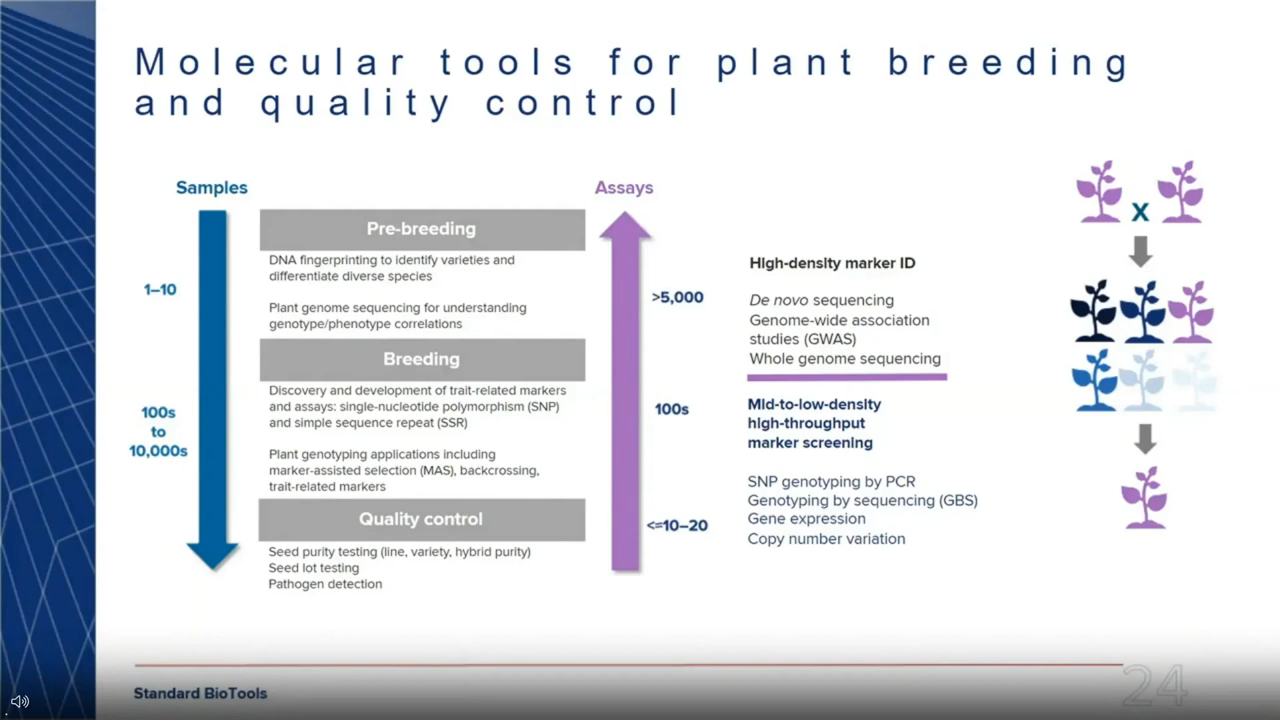 Molecular tools for plant breeding
and quality control
Samples
1–10
100s
to
10,000s
Pre-breeding
DNA fingerprinting to identify varieties and
differentiate diverse species
Plant genome sequencing for understanding
genotype/phenotype correlations
Breeding
Discovery and development of trait-related markers
and assays: single-nucleotide polymorphism (SNP)
and simple sequence repeat (SSR)
Plant genotyping applications including
marker-assisted selection (MAS), backcrossing,
trait-related markers
Quality control
Seed purity testing (line, variety, hybrid purity)
Seed lot testing
Pathogen detection
Assays
>5,000
100s
<=10–20
High-density marker ID
De novo sequencing
Genome-wide association
studies (GWAS)
Whole genome sequencing
Mid-to-low-density
high-throughput
marker screening
SNP genotyping by PCR
Genotyping by sequencing (GBS)
Gene expression
Copy number variation
X
Standard BioTools
24